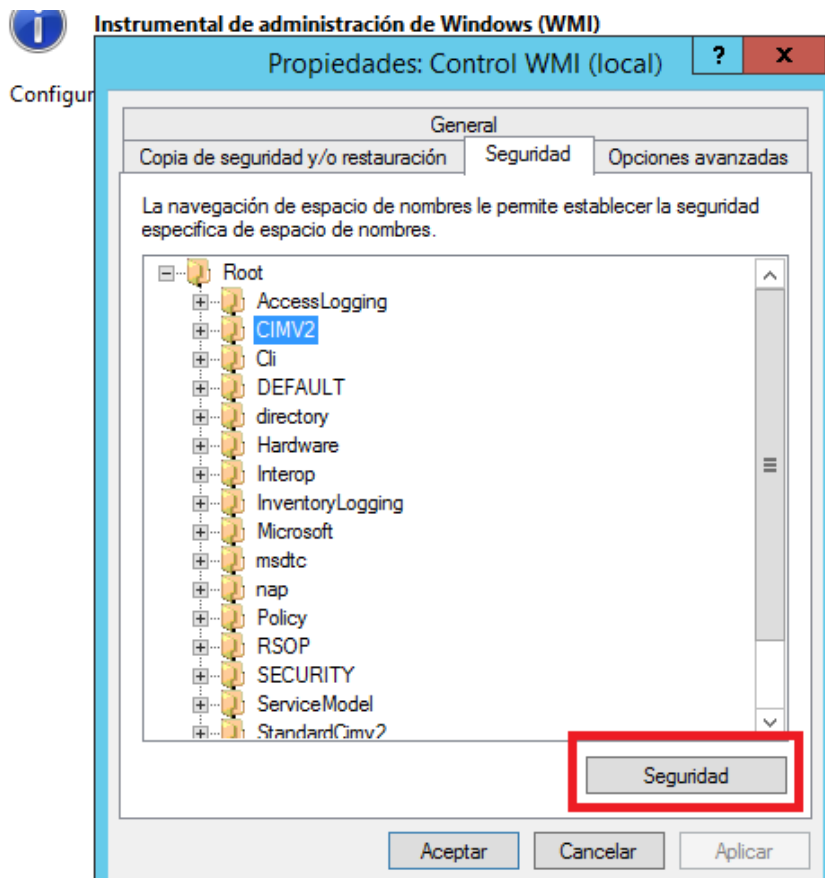 Instrumental de administración de Windows (WMI)
Propiedades: Control WMI (local)
?
x
Configur
General
Copia de seguridad y/o restauración
Seguridad
Opciones avanzadas
La navegación de espacio de nombres le permite establecer la seguridad
especifica de espacio de nombres.
Root
AccessLogging
CIMV2
Cli
DEFAULT
directory
Hardware
Interop
InventoryLogging
Microsoft
msdtc
nap
Policy
RSOP
SECURITY
ServiceModel
StandardCimv2
Seguridad
Aceptar
Cancelar
Aplicar